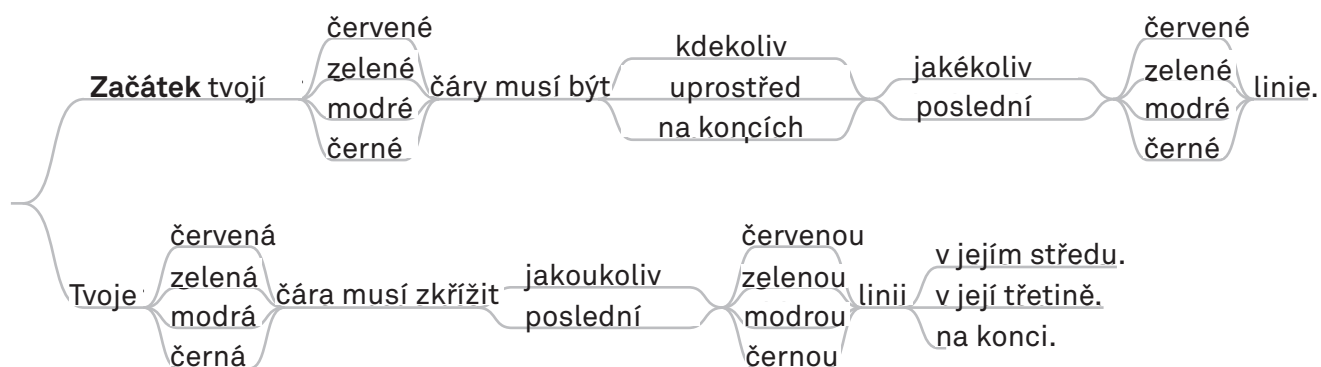 Začátek tvojí
červené
zelené
modré
černé
čáry musí být
kdekoliv
uprostřed
na koncích
jakékoliv
poslední
červené
zelené
modré
černé
linie.
Tvoje
červená
zelená
modrá
černá
čára musí zkřížit
jakoukoliv
poslední
červenou
zelenou
modrou
černou
linii
v jejím středu.
v její třetině.
na konci.